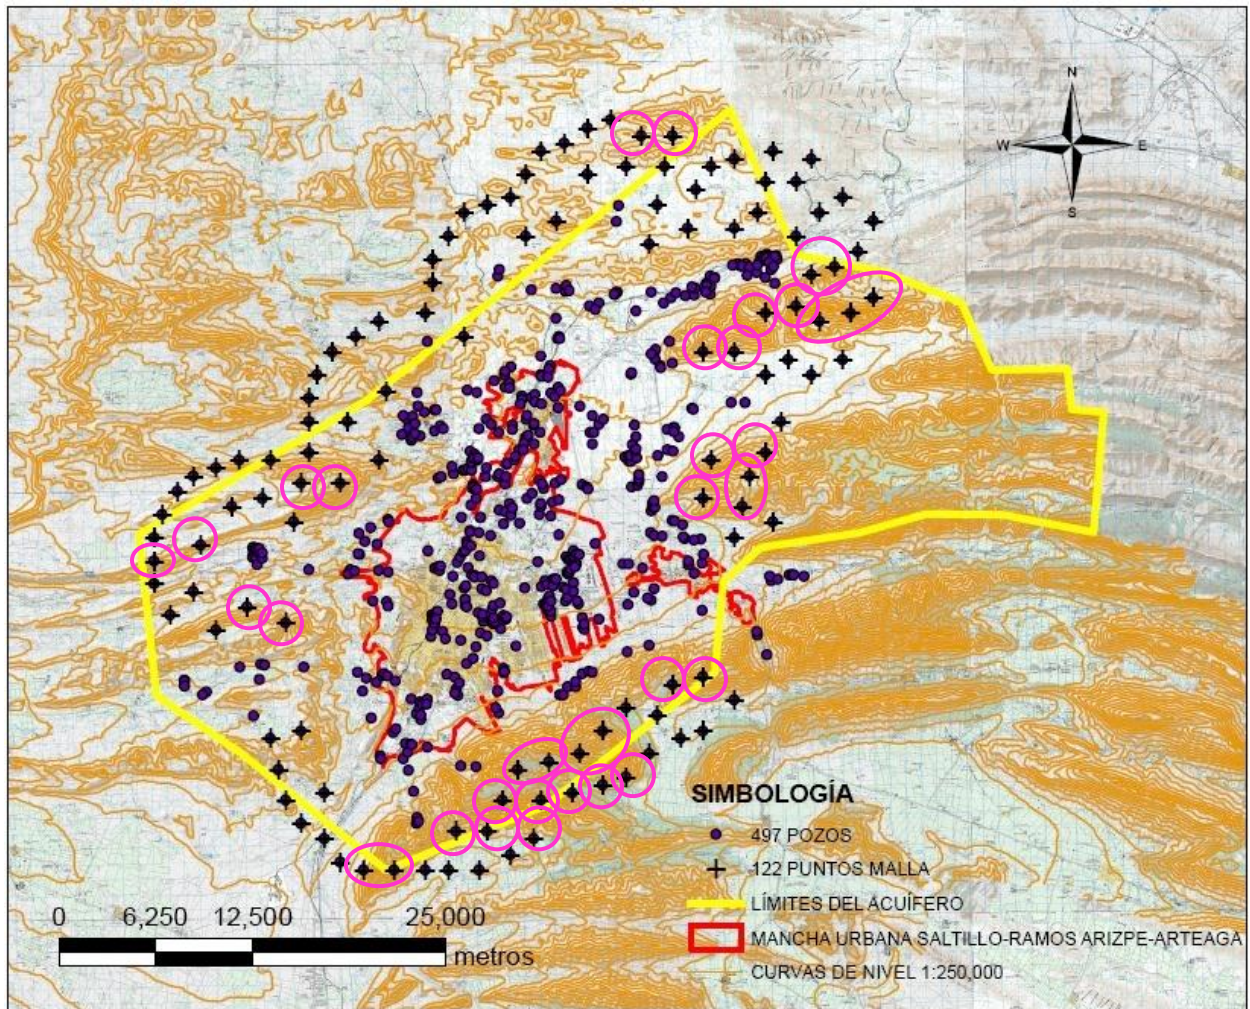 N
W E
S
SIMBOLOGÍA
497 POZOS
122 PUNTOS MALLA
LÍMITES DEL ACUÍFERO
MANCHA URBANA SALTILLO-RAMOS ARIZPE-ARTEAGA
CURVAS DE NIVEL 1:250,000
0 6,250 12,500 25,000
metros